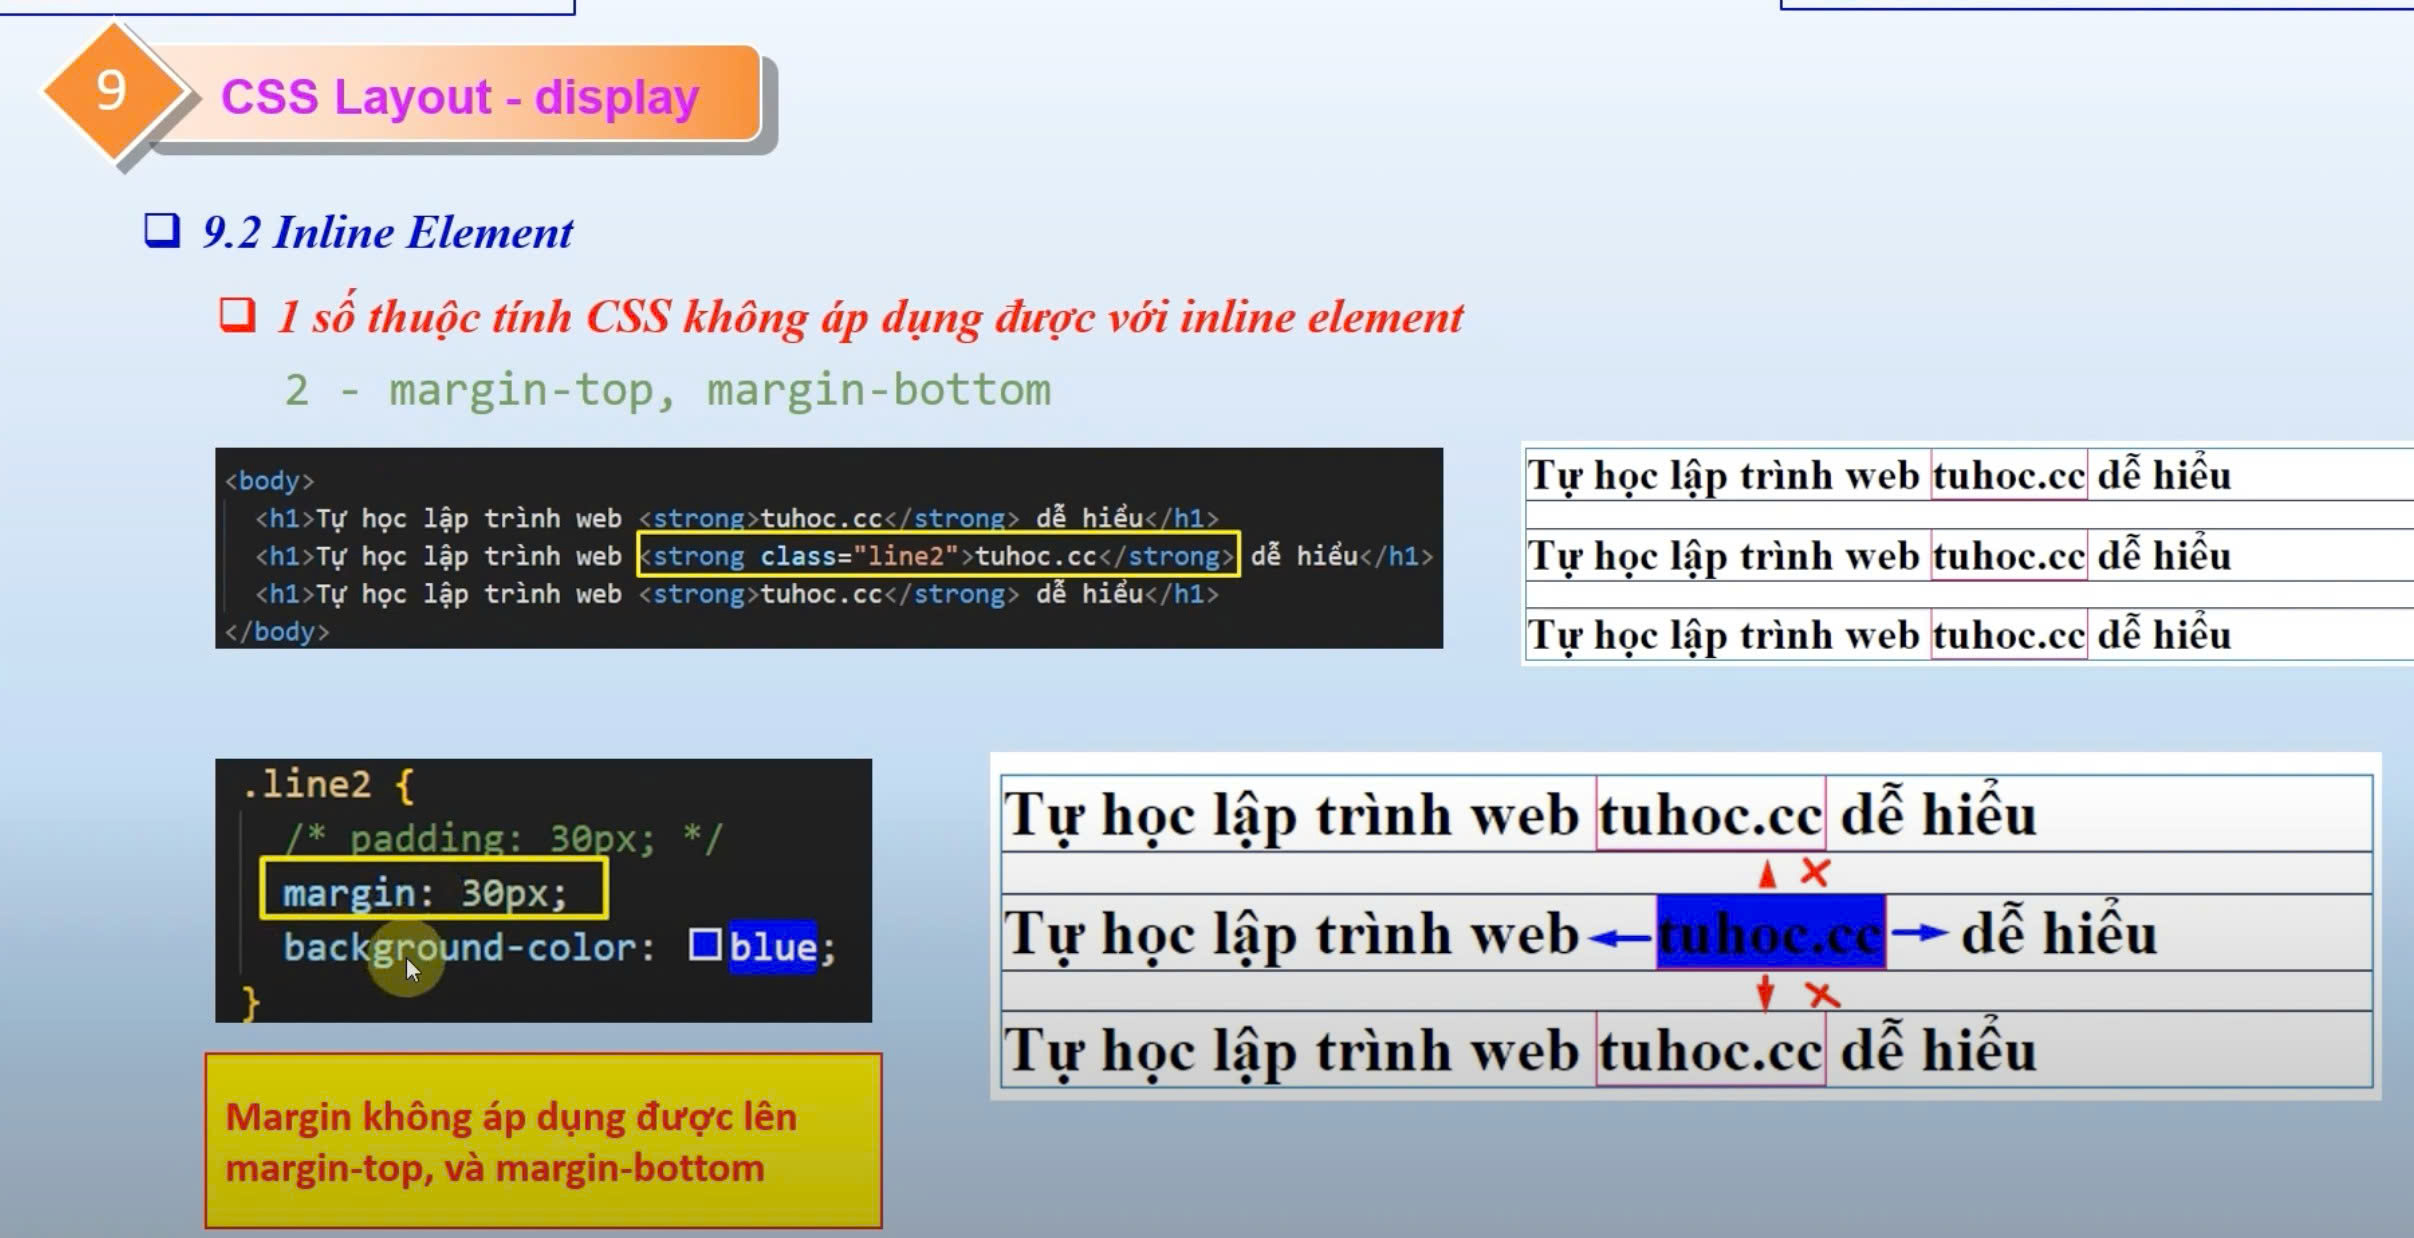 9
CSS Layout - display
9.2 Inline Element
1 số thuộc tính CSS không áp dụng được với inline element
2 - margin-top, margin-bottom
<body>
<h1>Tự học lập trình web <strong>tuhoc.cc</strong> dễ hiểu</h1>
<h1>Tự học lập trình web <strong class="line2">tuhoc.cc</strong> dễ hiểu</h1>
<h1>Tự học lập trình web <strong>tuhoc.cc</strong> dễ hiểu</h1>
</body>
Tự học lập trình web tuhoc.cc dễ hiểu
Tự học lập trình web tuhoc.cc dễ hiểu
Tự học lập trình web tuhoc.cc dễ hiểu
.line2 {
/* padding: 30px; */
margin: 30px;
background-color: blue;
}
Tự học lập trình web tuhoc.cc dễ hiểu
Tự học lập trình web tuhoc.cc dễ hiểu
Tự học lập trình web tuhoc.cc dễ hiểu
Margin không áp dụng được lên
margin-top, và margin-bottom